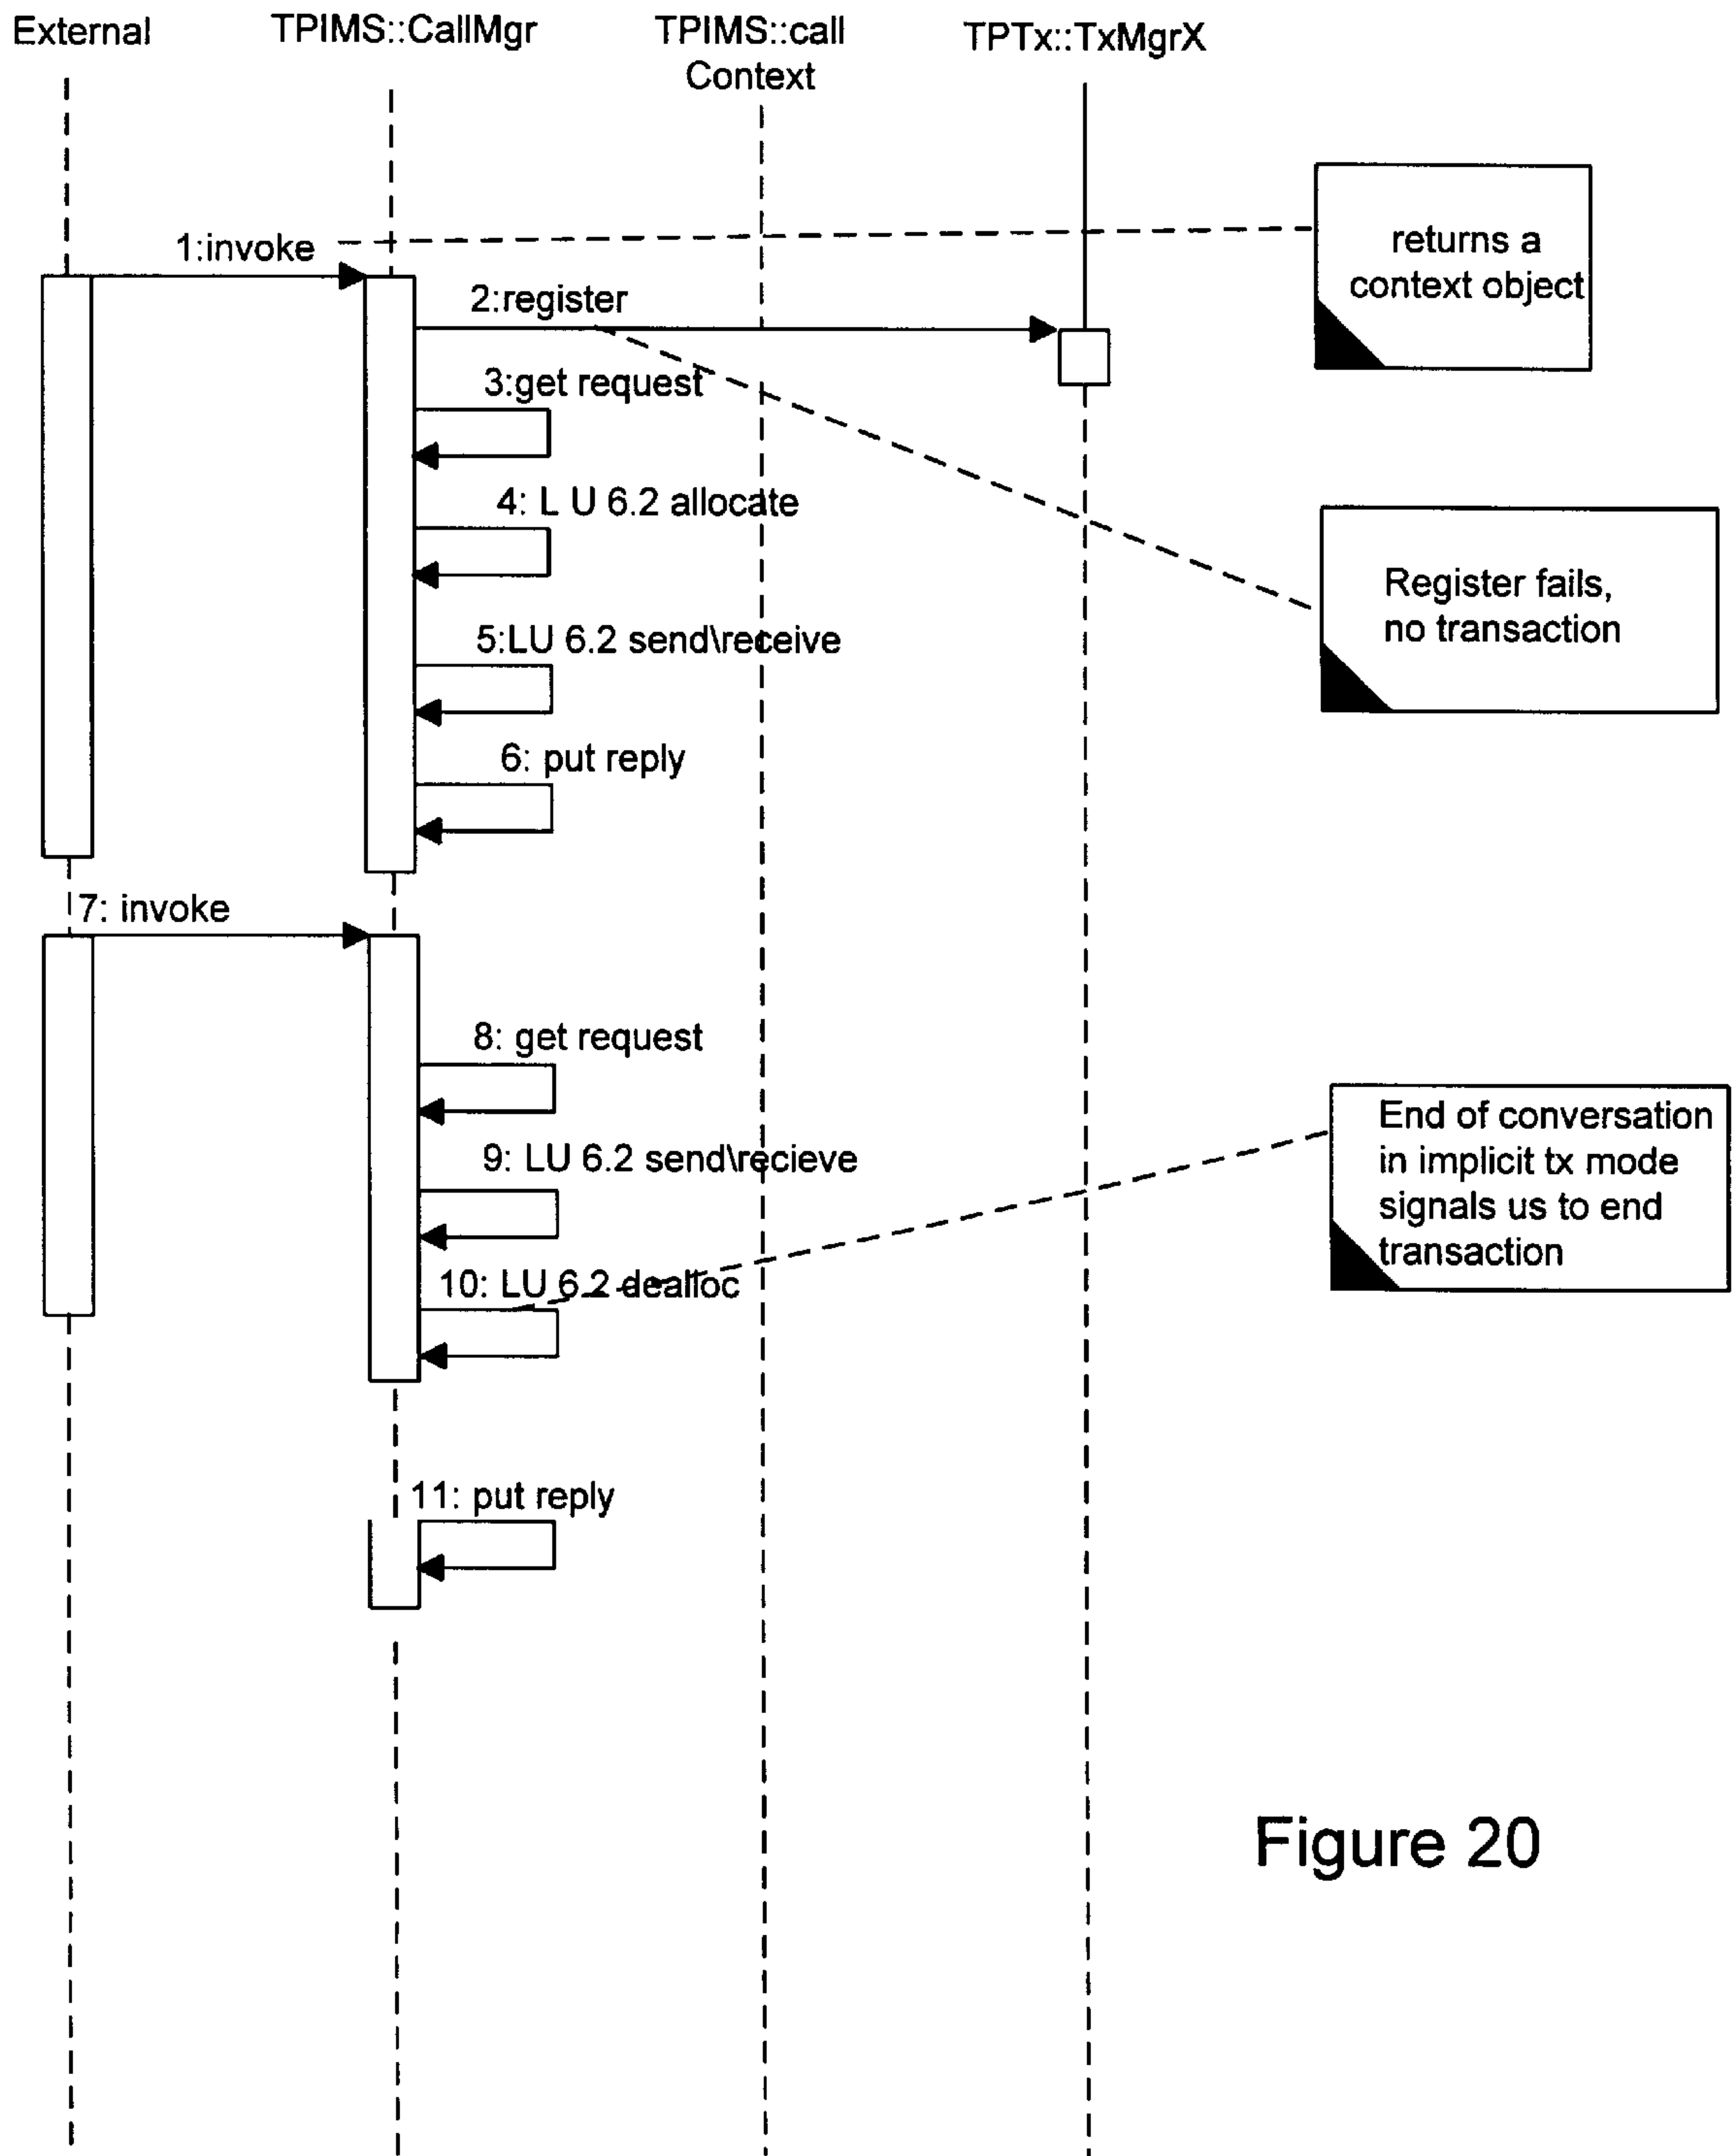 External
TPIMS::CallMgr
TPIMS::call
Context
TPTx::TxMgrX
1:invoke
returns a
context object
2:register
3:get request
4: L U 6.2 allocate
Register fails,
no transaction
5:LU 6.2 send\receive
6: put reply
7: invoke
8: get request
9: LU 6.2 send\recieve
End of conversation
in implicit tx mode
signals us to end
transaction
10: LU 6.2 dealloc
11: put reply
Figure 20